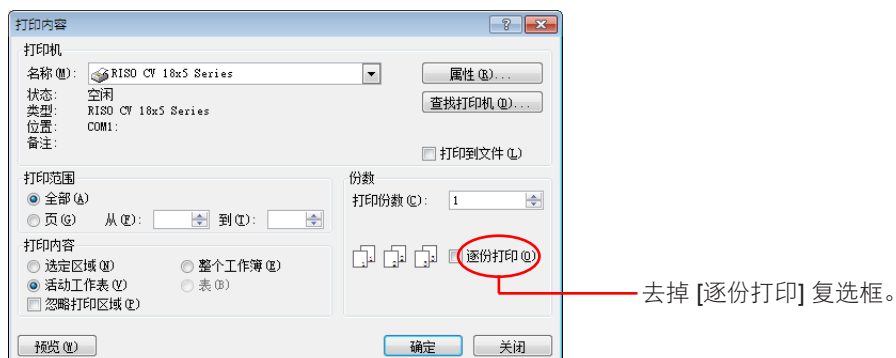 打印内容
打印机
名称(M): RISO CV 18x5 Series 属性(R)...
状态: 空闲
类型: RISO CV 18x5 Series 查找打印机(D)...
位置: COM1:
备注:
打印到文件(L)
打印范围 份数
全部(A) 打印份数(C): 1
页(G) 从(F): 到(T):
打印内容
选定区域(N) 整个工作簿(E) 逐份打印(O)
活动工作表(V) 表(B)
忽略打印区域(P)
去掉 [逐份打印] 复选框。
预览(W) 确定 关闭